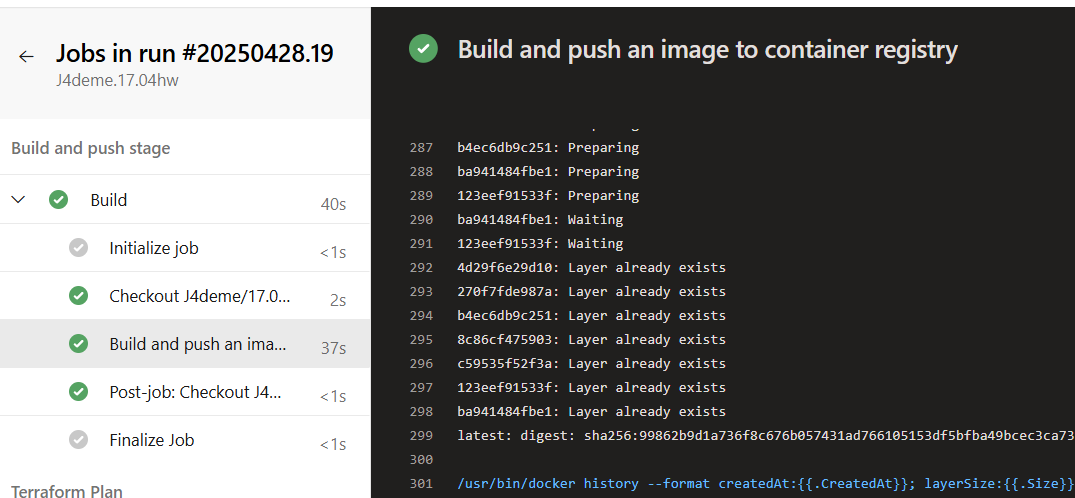 Jobs in run #20250428.19
J4deme.17.04hw
Build and push stage
Build 40s
Initialize job <1s
Checkout J4deme/17.0... 2s
Build and push an ima... 37s
Post-job: Checkout J4... <1s
Finalize Job <1s
Terraform Plan
Build and push an image to container registry
287 b4ec6db9c251: Preparing
288 ba941484fbe1: Preparing
289 123eef91533f: Preparing
290 ba941484fbe1: Waiting
291 123eef91533f: Waiting
292 4d29f6e29d10: Layer already exists
293 270f7fde987a: Layer already exists
294 b4ec6db9c251: Layer already exists
295 8c86cf475903: Layer already exists
296 c59535f52f3a: Layer already exists
297 123eef91533f: Layer already exists
298 ba941484fbe1: Layer already exists
299 latest: digest: sha256:99862b9d1a736f8c676b057431ad766105153df5bfba49bcec3ca73
300
301 /usr/bin/docker history --format createdAt:{{.CreatedAt}}; layerSize:{{.Size}}